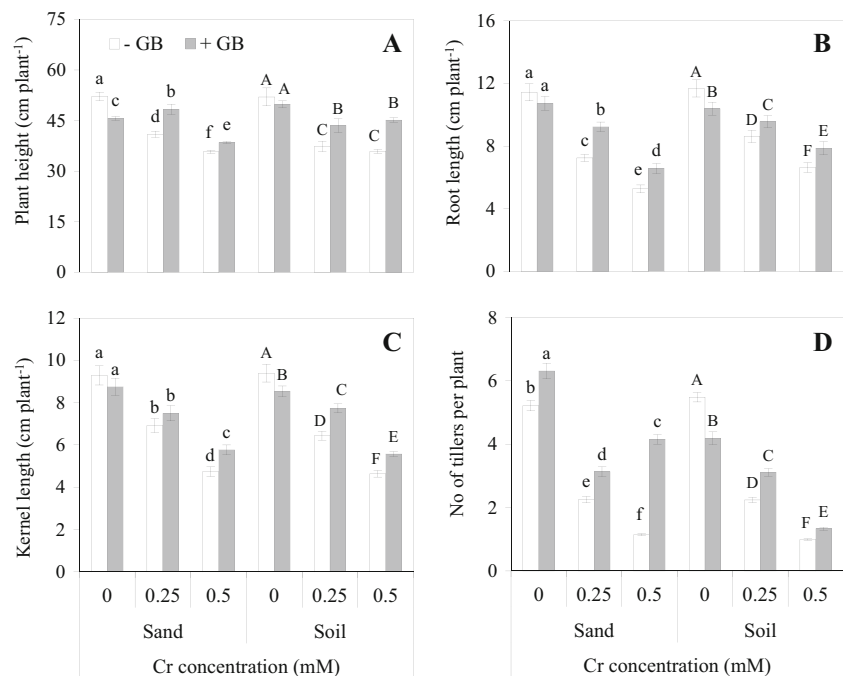 75
60
45
30
15
0
Plant height (cm plant⁻¹)
- GB
+ GB
A
a
c
d
b
f
e
A
A
C
B
C
B
16
12
8
4
0
Root length (cm plant⁻¹)
B
a
a
c
b
e
d
A
B
D
C
F
E
12
10
8
6
4
2
0
Kernel length (cm plant⁻¹)
C
a
a
b
b
d
c
A
B
D
C
F
E
0 0.25 0.5 0 0.25 0.5
Sand Soil
Cr concentration (mM)
8
6
4
2
0
No of tillers per plant
D
b
a
e
d
f
c
A
B
D
C
F
E
0 0.25 0.5 0 0.25 0.5
Sand Soil
Cr concentration (mM)